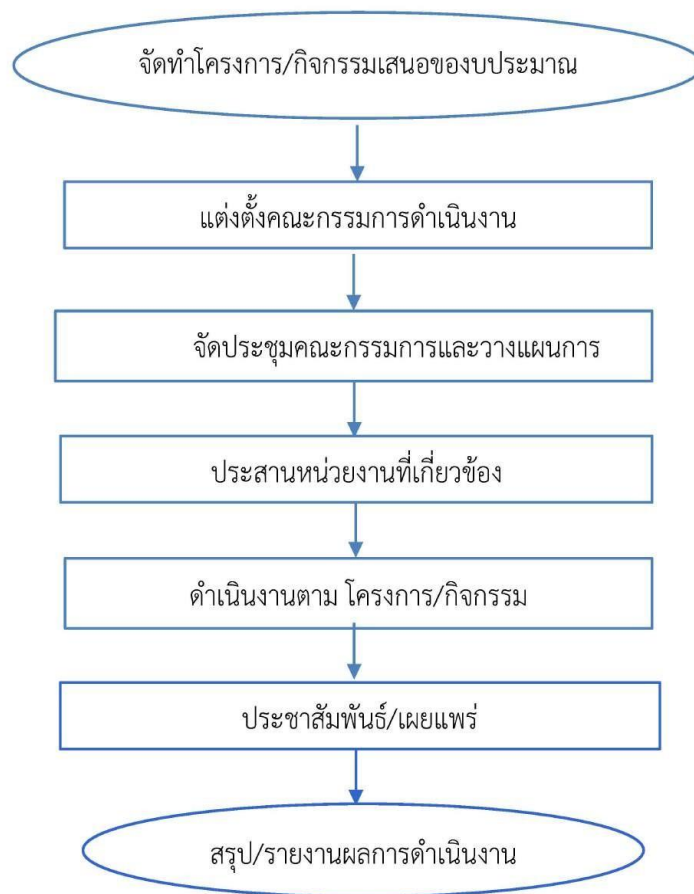 จัดทำโครงการ/กิจกรรมเสนอของบประมาณ
แต่งตั้งคณะกรรมการดำเนินงาน
จัดประชุมคณะกรรมการและวางแผนการ
ประสานหน่วยงานที่เกี่ยวข้อง
ดำเนินงานตาม โครงการ/กิจกรรม
ประชาสัมพันธ์/เผยแพร่
สรุป/รายงานผลการดำเนินงาน